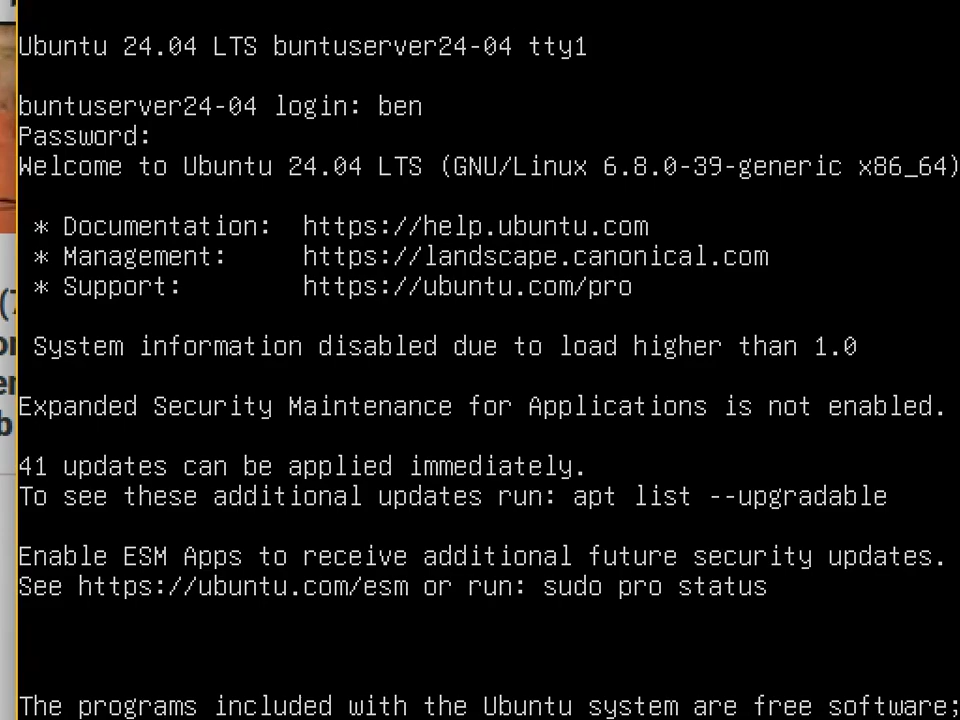 Ubuntu 24.04 LTS buntuserver24-04 tty1
buntuserver24-04 login: ben
Password:
Welcome to Ubuntu 24.04 LTS (GNU/Linux 6.8.0-39-generic x86_64)
* Documentation: https://help.ubuntu.com
* Management: https://landscape.canonical.com
* Support: https://ubuntu.com/pro
System information disabled due to load higher than 1.0
Expanded Security Maintenance for Applications is not enabled.
41 updates can be applied immediately.
To see these additional updates run: apt list --upgradable
Enable ESM Apps to receive additional future security updates.
See https://ubuntu.com/esm or run: sudo pro status
The programs included with the Ubuntu system are free software;